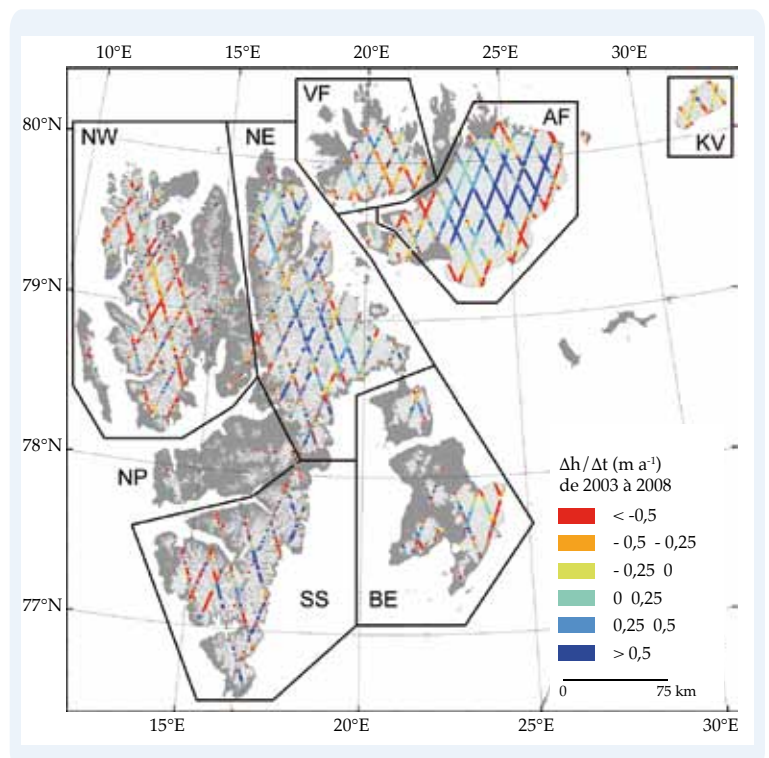 10°E 15°E 20°E 25°E 30°E
80°N
79°N
78°N
77°N
NW
NE
VF
AF
KV
NP
SS
BE
Δh/Δt (m a⁻¹)
de 2003 à 2008
< -0,5
- 0,5 - 0,25
- 0,25 0
0 0,25
0,25 0,5
> 0,5
0 75 km
15°E 20°E 25°E 30°E